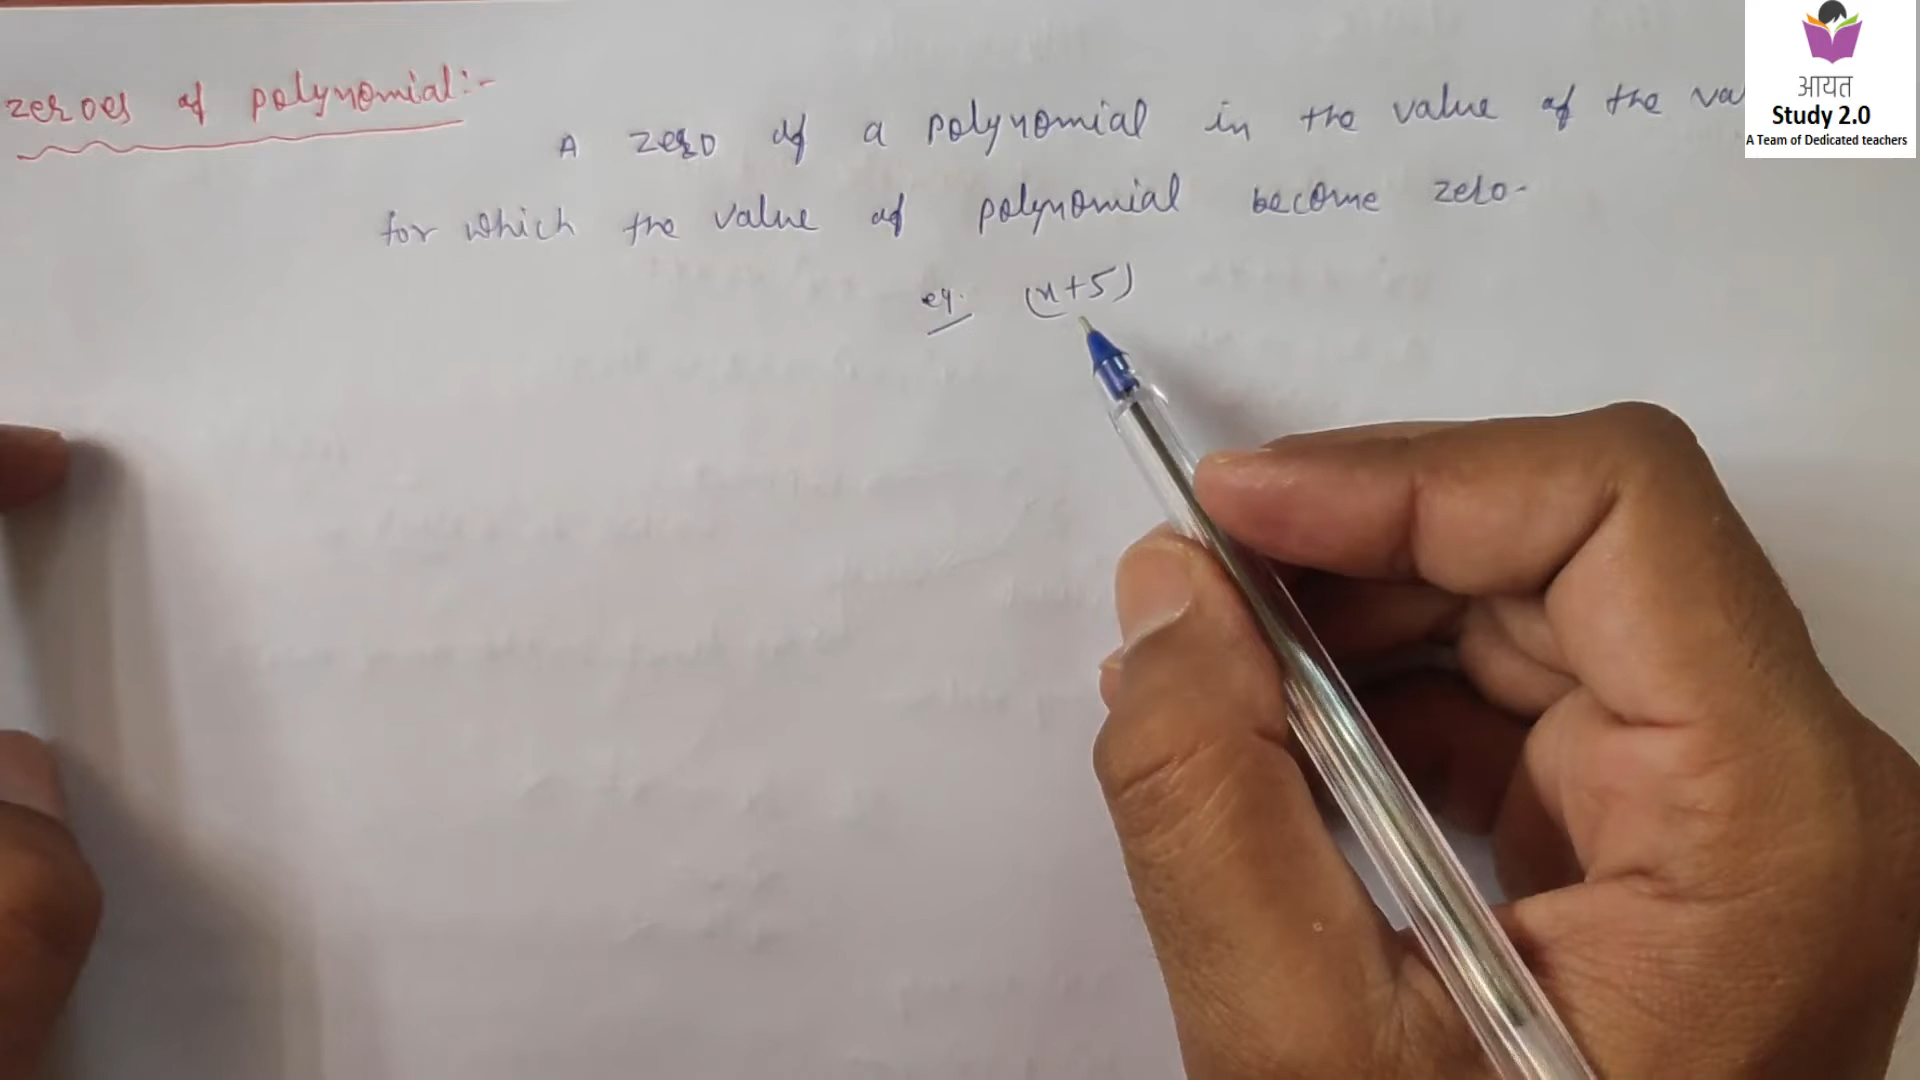 zeroes of polynomial:-
A zero of a polynomial in the value of the va
for which the value of polynomial become zero.
eg. (x+5)
आयत
Study 2.0
A Team of Dedicated teachers